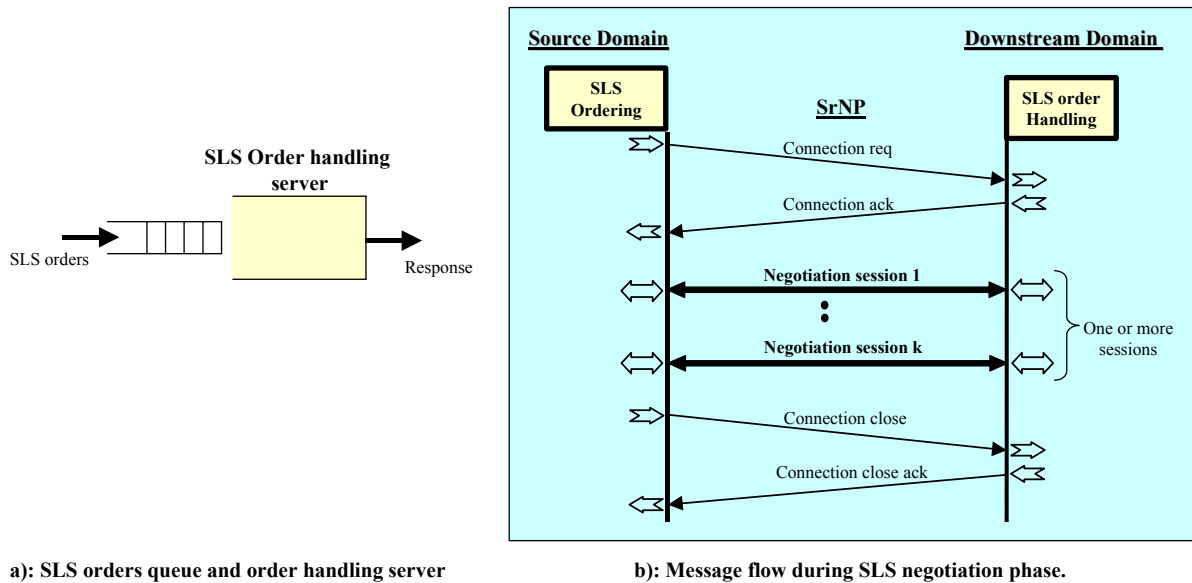 SLS Order handling
server
SLS orders
Response
a): SLS orders queue and order handling server
Source Domain
Downstream Domain
SLS
Ordering
SrNP
SLS order
Handling
Connection req
Connection ack
Negotiation session 1
Negotiation session k
One or more
sessions
Connection close
Connection close ack
b): Message flow during SLS negotiation phase.